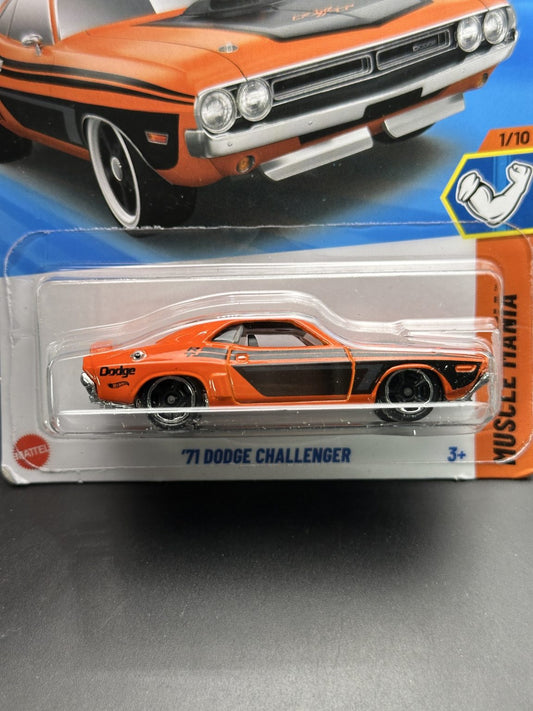 1/10
MUSCLE MANIA
Dodge
MATTEL
'71 DODGE CHALLENGER
3+